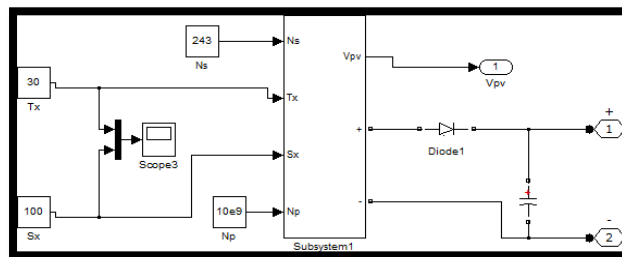 243
Ns
Ns
Vpv
1
Vpv
30
Tx
Tx
Scope3
+
+
1
Diode1
Sx
100
Sx
10e9
Np
Np
-
-
2
+
Subsystem1